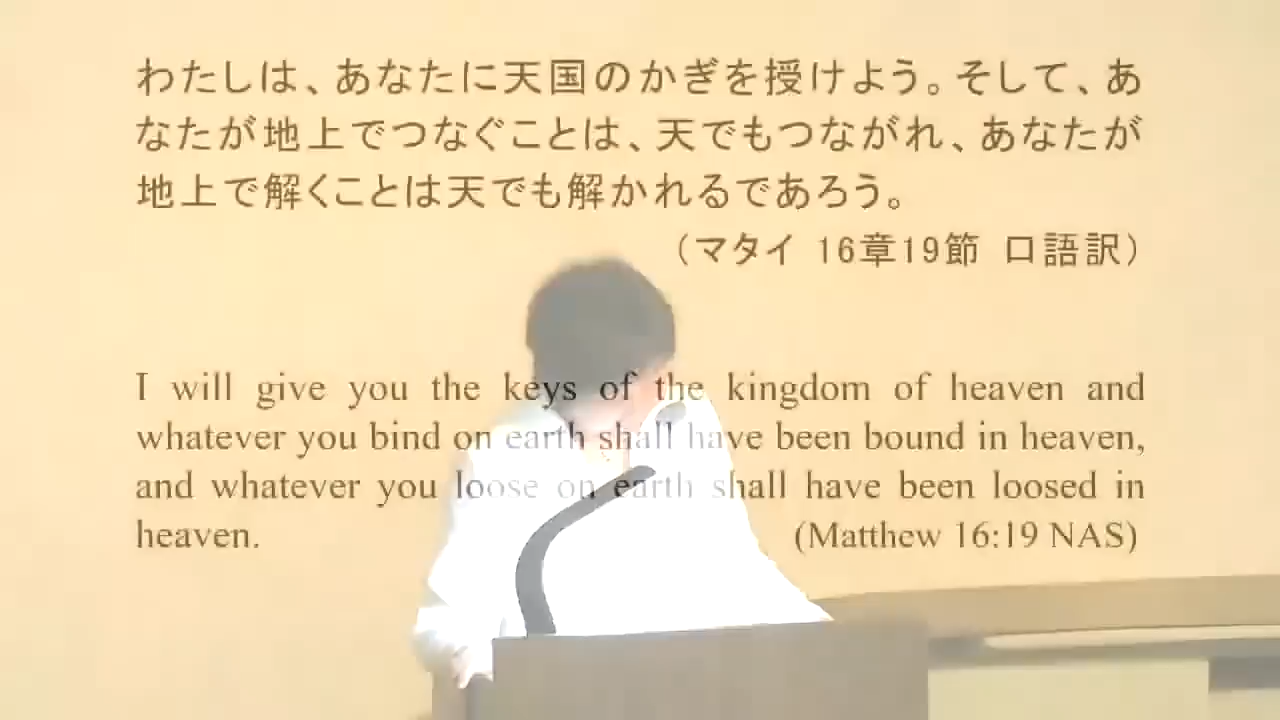 わたしは、あなたに天国のかぎを授けよう。そして、あ
なたが地上でつなぐことは、天でもつながれ、あなたが
地上で解くことは天でも解かれるであろう。
（マタイ 16章19節 口語訳）
I will give you the keys of the kingdom of heaven and
whatever you bind on earth shall have been bound in heaven,
and whatever you loose on earth shall have been loosed in
heaven. (Matthew 16:19 NAS)